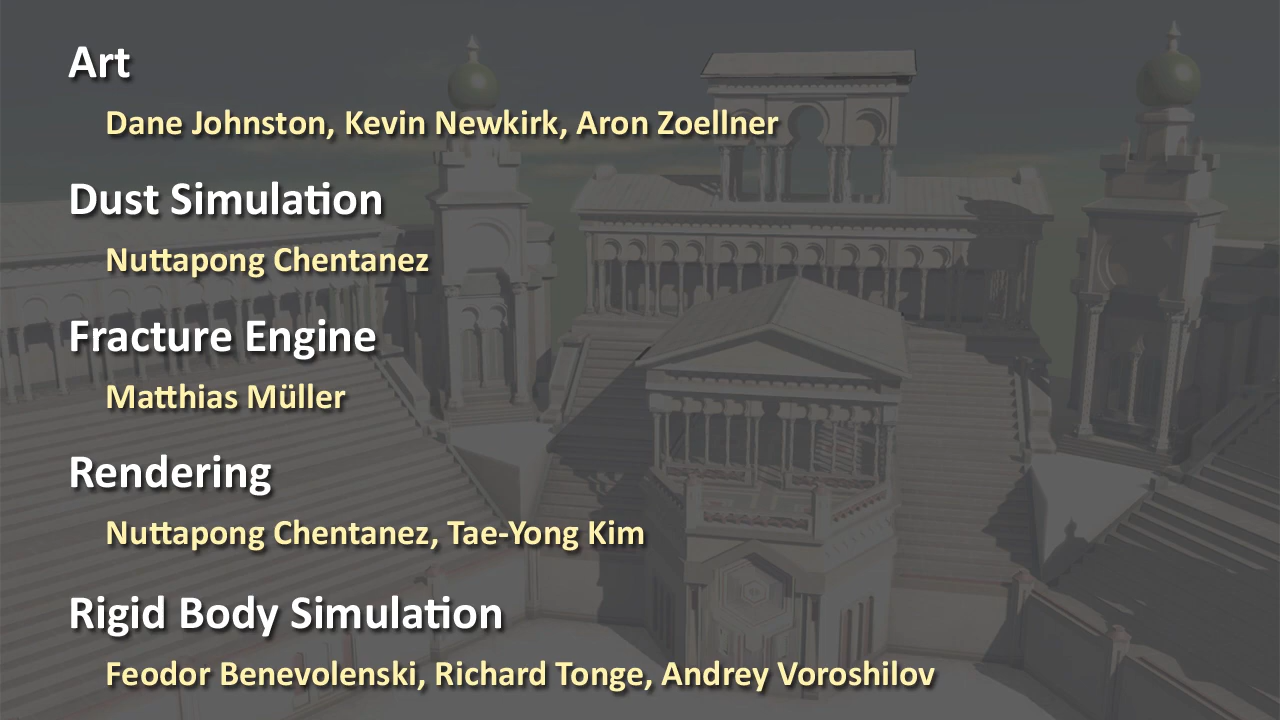 Art
Dane Johnston, Kevin Newkirk, Aron Zoellner
Dust Simulation
Nuttapong Chentanez
Fracture Engine
Matthias Müller
Rendering
Nuttapong Chentanez, Tae-Yong Kim
Rigid Body Simulation
Feodor Benevolenski, Richard Tonge, Andrey Voroshilov